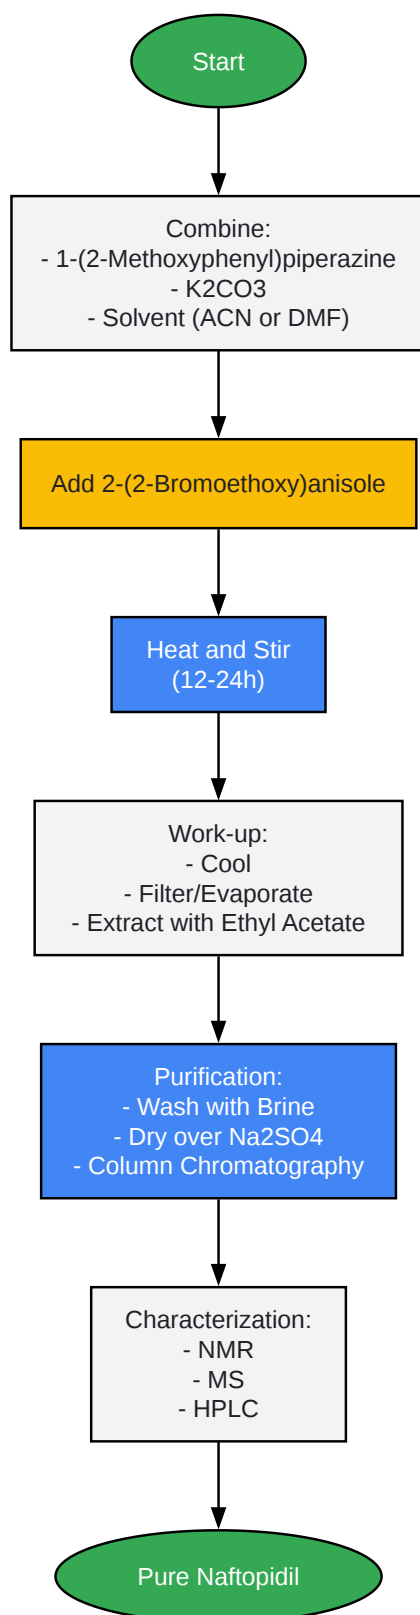 Start
Combine:
- 1-(2-Methoxyphenyl)piperazine
- K2CO3
- Solvent (ACN or DMF)
Add 2-(2-Bromoethoxy)anisole
Heat and Stir
(12-24h)
Work-up:
- Cool
- Filter/Evaporate
- Extract with Ethyl Acetate
Purification:
- Wash with Brine
- Dry over Na2SO4
- Column Chromatography
Characterization:
- NMR
- MS
- HPLC
Pure Naftopidil